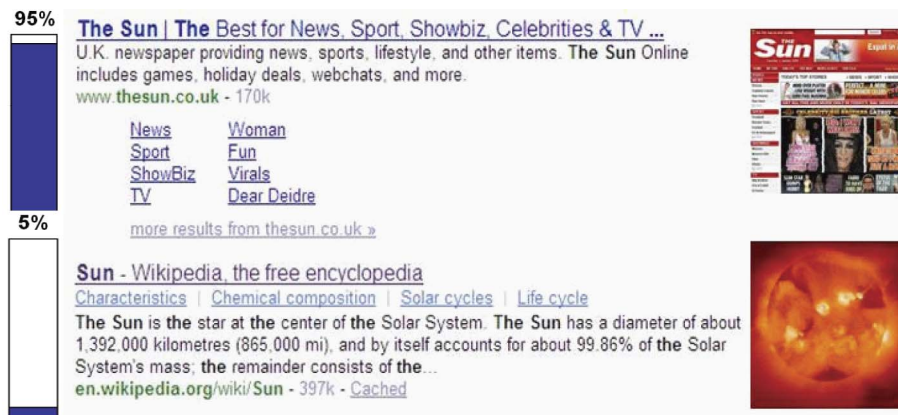 95%
The Sun | The Best for News, Sport, Showbiz, Celebrities & TV ...
U.K. newspaper providing news, sports, lifestyle, and other items. The Sun Online
includes games, holiday deals, webchats, and more.
www.thesun.co.uk - 170k
News Woman
Sport Fun
ShowBiz Virals
TV Dear Deidre
more results from thesun.co.uk »
THE
Sun
5%
Sun - Wikipedia, the free encyclopedia
Characteristics | Chemical composition | Solar cycles | Life cycle
The Sun is the star at the center of the Solar System. The Sun has a diameter of about
1,392,000 kilometres (865,000 mi), and by itself accounts for about 99.86% of the Solar
System's mass; the remainder consists of the...
en.wikipedia.org/wiki/Sun - 397k - Cached